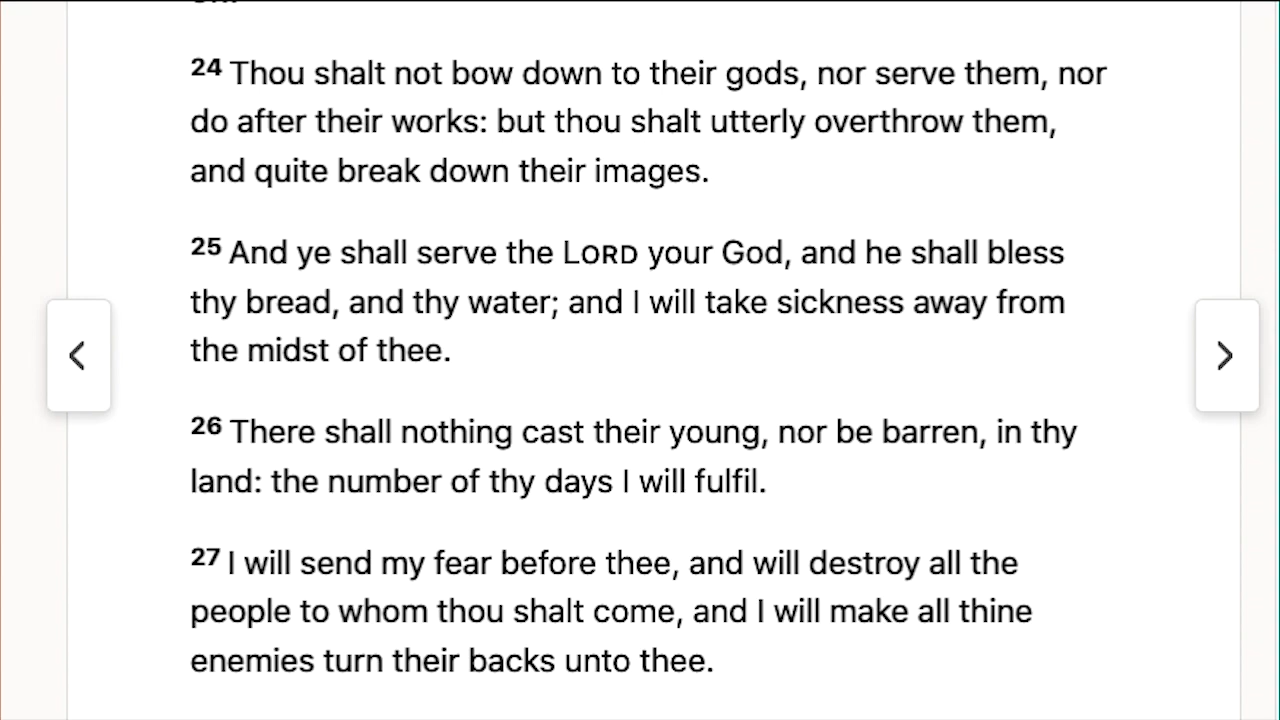 24 Thou shalt not bow down to their gods, nor serve them, nor
do after their works: but thou shalt utterly overthrow them,
and quite break down their images.
25 And ye shall serve the LORD your God, and he shall bless
thy bread, and thy water; and I will take sickness away from
the midst of thee.
26 There shall nothing cast their young, nor be barren, in thy
land: the number of thy days I will fulfil.
27 I will send my fear before thee, and will destroy all the
people to whom thou shalt come, and I will make all thine
enemies turn their backs unto thee.